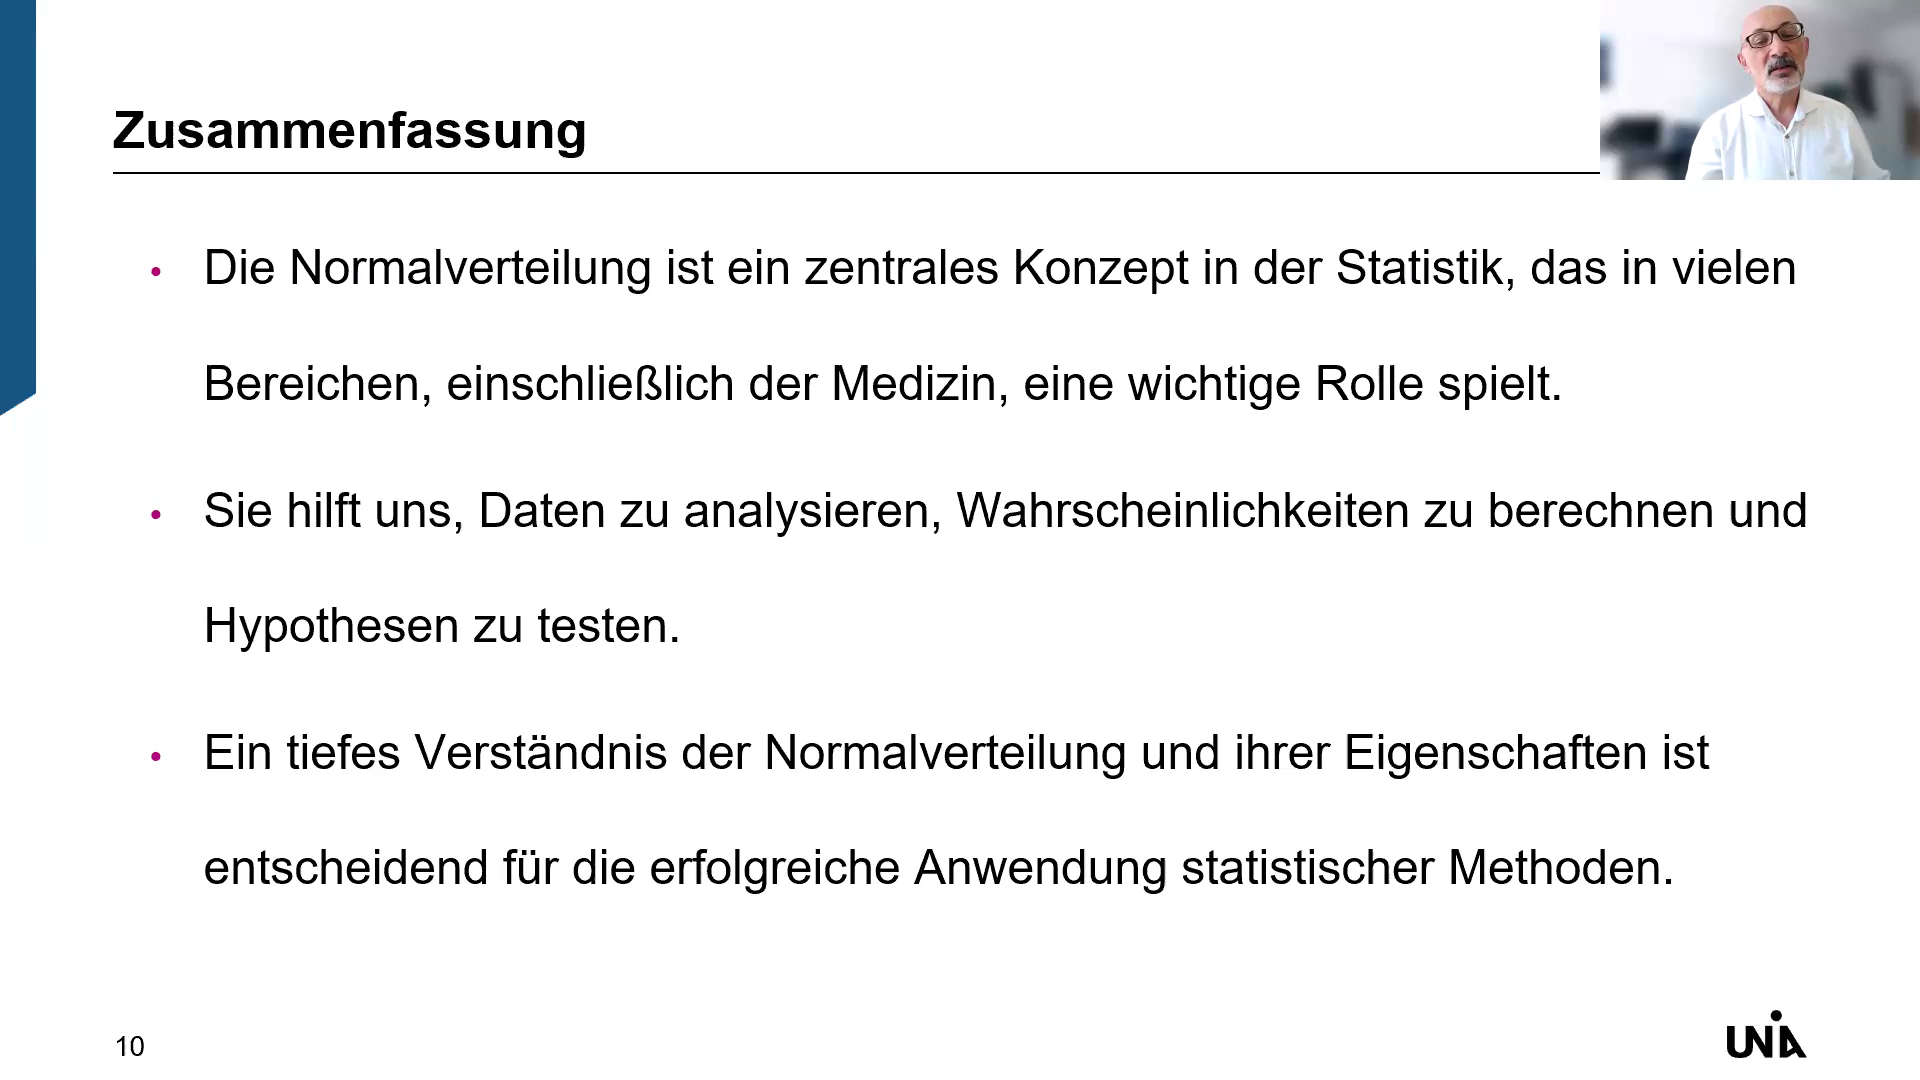 Zusammenfassung
• Die Normalverteilung ist ein zentrales Konzept in der Statistik, das in vielen
Bereichen, einschließlich der Medizin, eine wichtige Rolle spielt.
• Sie hilft uns, Daten zu analysieren, Wahrscheinlichkeiten zu berechnen und
Hypothesen zu testen.
• Ein tiefes Verständnis der Normalverteilung und ihrer Eigenschaften ist
entscheidend für die erfolgreiche Anwendung statistischer Methoden.
10
UNIA